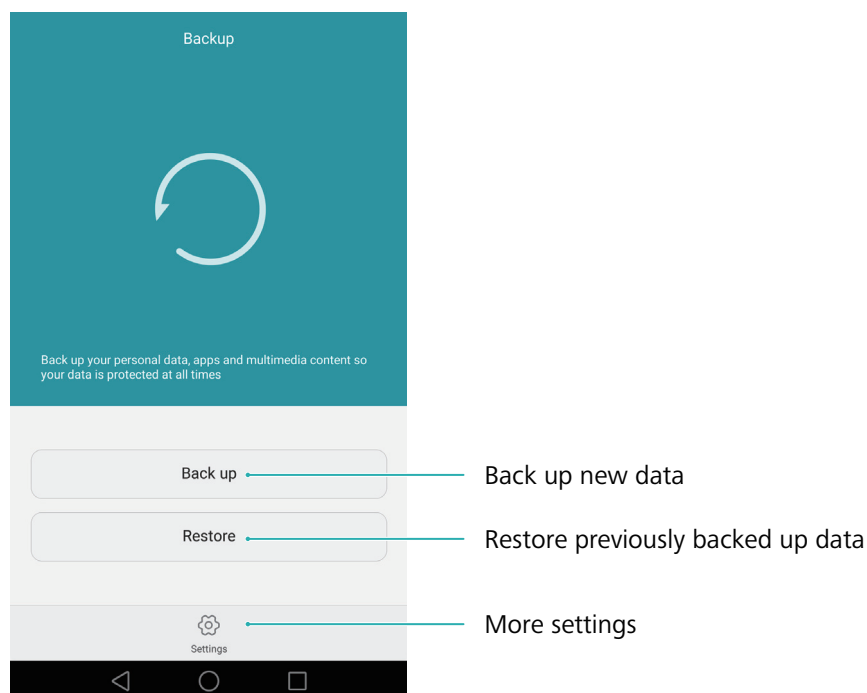 Backup
Back up your personal data, apps and multimedia content so
your data is protected at all times
Back up
Back up new data
Restore
Restore previously backed up data
More settings
Settings